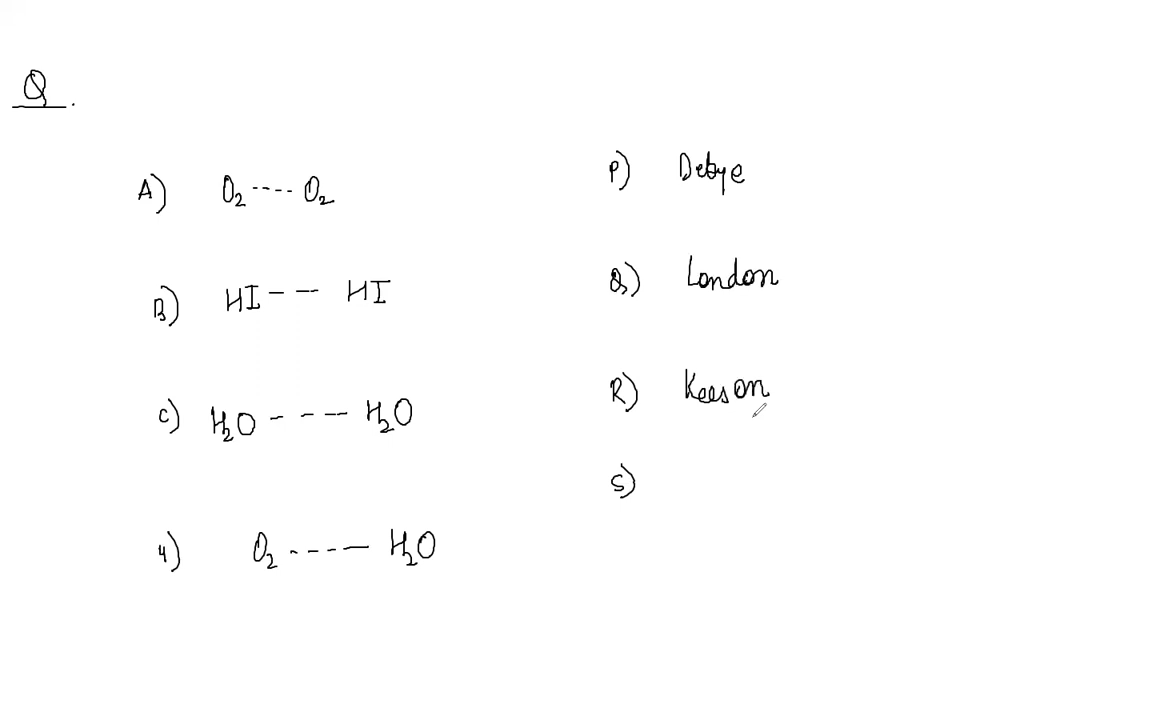 Q.
A) O₂ ---- O₂
P) Debye
B) HI -- HI
Q) London
C) H₂O --- H₂O
R) Keeson
S)
4) O₂ ---- H₂O